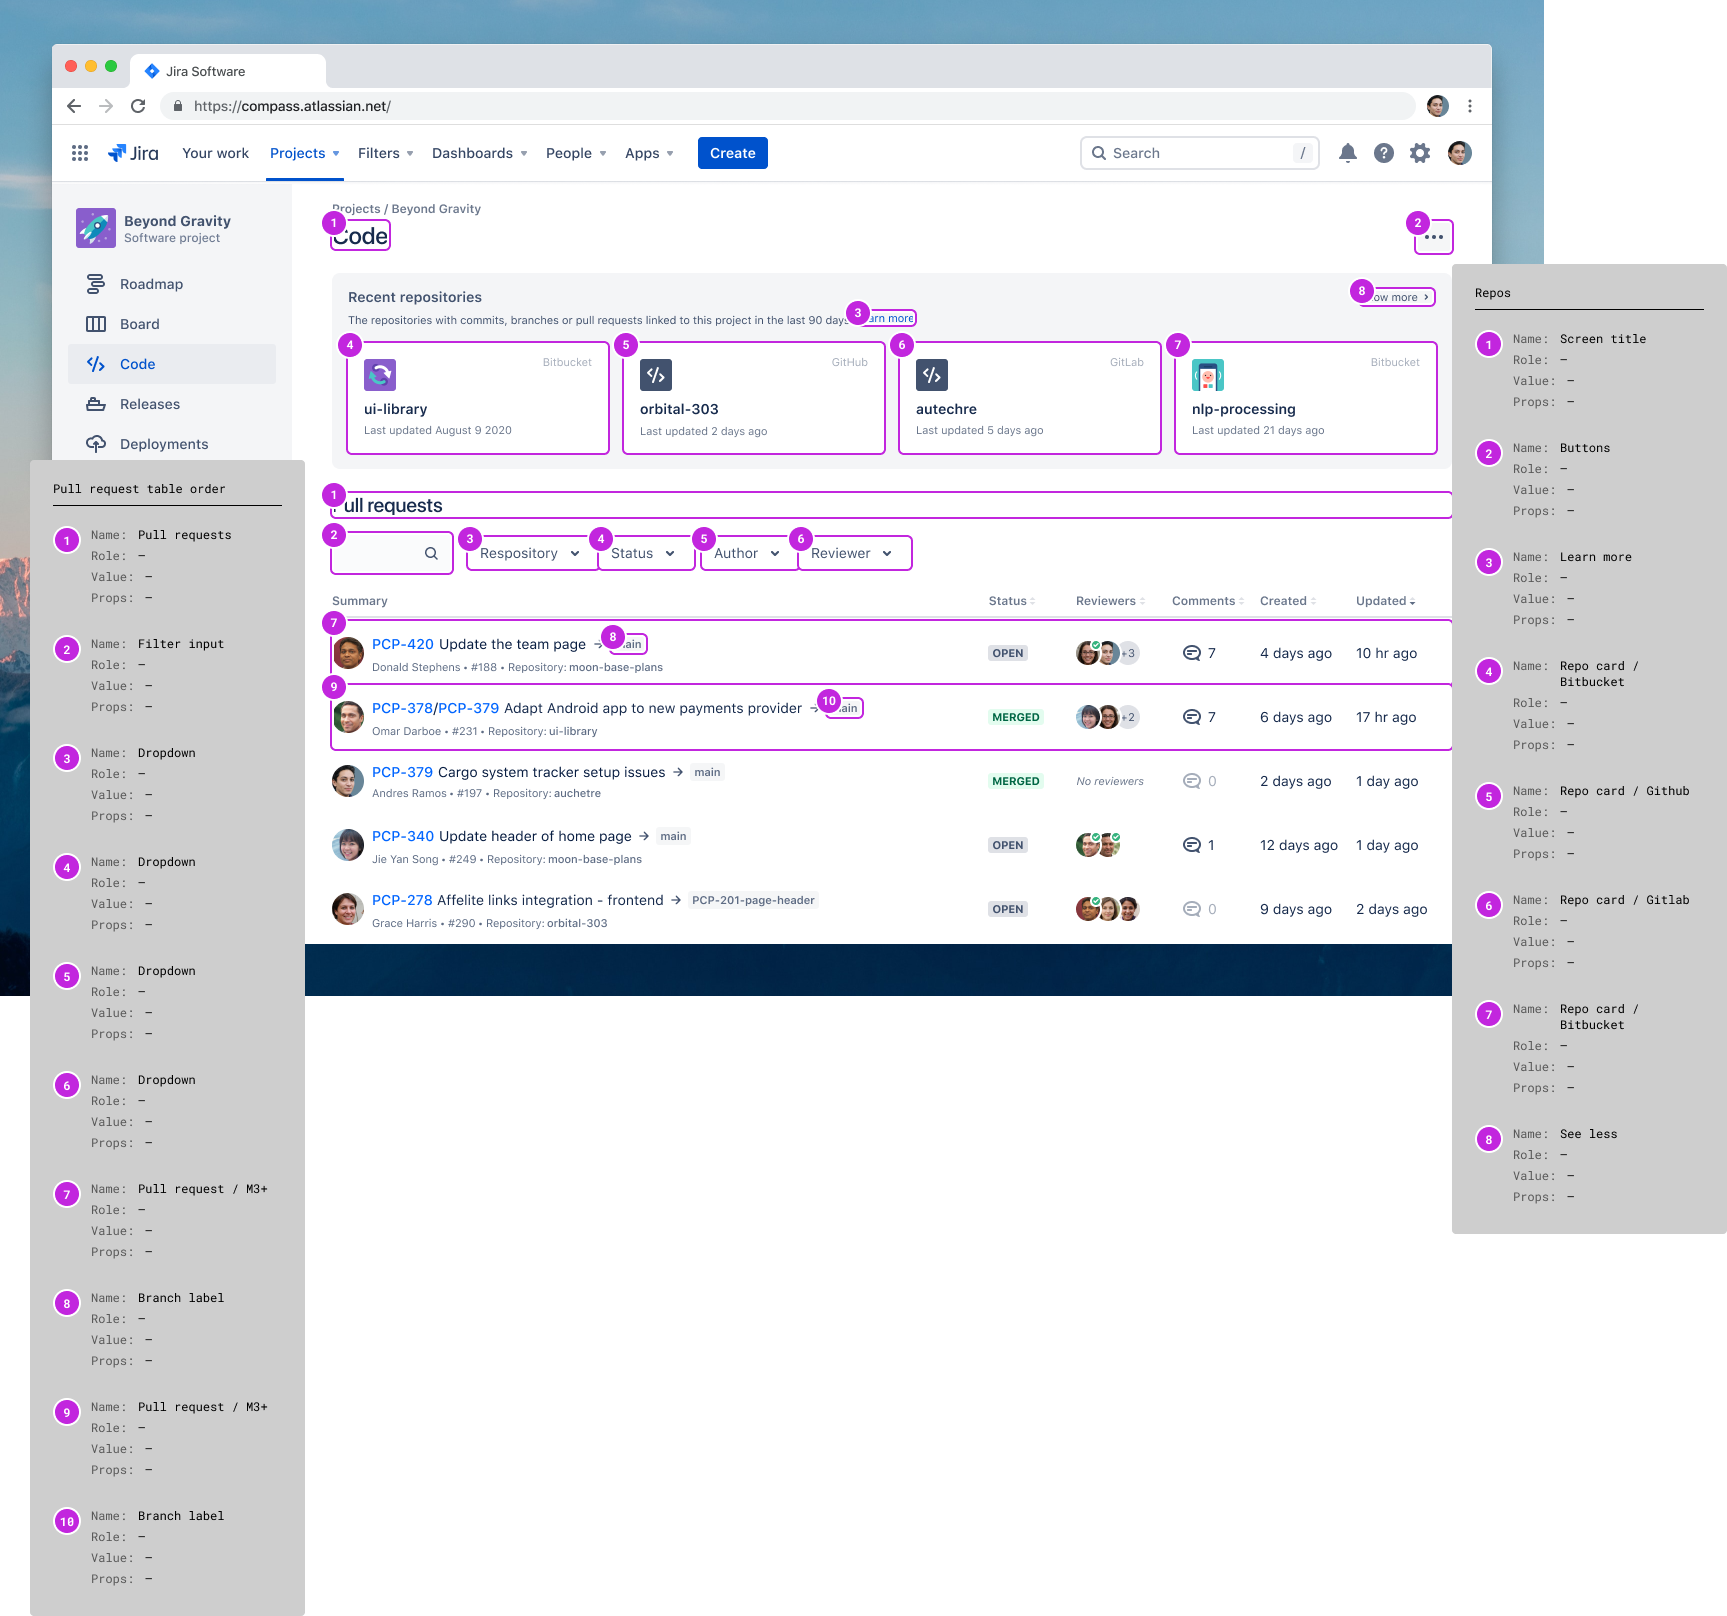 Jira Software
https://compass.atlassian.net/
Jira
Your work
Projects
Filters
Dashboards
People
Apps
Create
Search
/
Beyond Gravity
Software project
Roadmap
Board
Code
Releases
Deployments
Projects / Beyond Gravity
1
Code
2
Recent repositories
8
ow more
The repositories with commits, branches or pull requests linked to this project in the last 90 days
3
arn more
4
Bitbucket
ui-library
Last updated August 9 2020
5
GitHub
orbital-303
Last updated 2 days ago
6
GitLab
autechre
Last updated 5 days ago
7
Bitbucket
nlp-processing
Last updated 21 days ago
1
ull requests
2
3
Respository
4
Status
5
Author
6
Reviewer
Summary
Status
Reviewers
Comments
Created
Updated
7
PCP-420 Update the team page
8
ain
Donald Stephens • #188 • Repository: moon-base-plans
OPEN
+3
7
4 days ago
10 hr ago
9
PCP-378/PCP-379 Adapt Android app to new payments provider
10
ain
Omar Darboe • #231 • Repository: ui-library
MERGED
+2
7
6 days ago
17 hr ago
PCP-379 Cargo system tracker setup issues → main
Andres Ramos • #197 • Repository: auchetre
MERGED
No reviewers
0
2 days ago
1 day ago
PCP-340 Update header of home page → main
Jie Yan Song • #249 • Repository: moon-base-plans
OPEN
1
12 days ago
1 day ago
PCP-278 Affelite links integration - frontend → PCP-201-page-header
Grace Harris • #290 • Repository: orbital-303
OPEN
0
9 days ago
2 days ago
Pull request table order
1
Name: Pull requests
Role: –
Value: –
Props: –
2
Name: Filter input
Role: –
Value: –
Props: –
3
Name: Dropdown
Role: –
Value: –
Props: –
4
Name: Dropdown
Role: –
Value: –
Props: –
5
Name: Dropdown
Role: –
Value: –
Props: –
6
Name: Dropdown
Role: –
Value: –
Props: –
7
Name: Pull request / M3+
Role: –
Value: –
Props: –
8
Name: Branch label
Role: –
Value: –
Props: –
9
Name: Pull request / M3+
Role: –
Value: –
Props: –
10
Name: Branch label
Role: –
Value: –
Props: –
Repos
1
Name: Screen title
Role: –
Value: –
Props: –
2
Name: Buttons
Role: –
Value: –
Props: –
3
Name: Learn more
Role: –
Value: –
Props: –
4
Name: Repo card /
Bitbucket
Role: –
Value: –
Props: –
5
Name: Repo card / Github
Role: –
Value: –
Props: –
6
Name: Repo card / Gitlab
Role: –
Value: –
Props: –
7
Name: Repo card /
Bitbucket
Role: –
Value: –
Props: –
8
Name: See less
Role: –
Value: –
Props: –